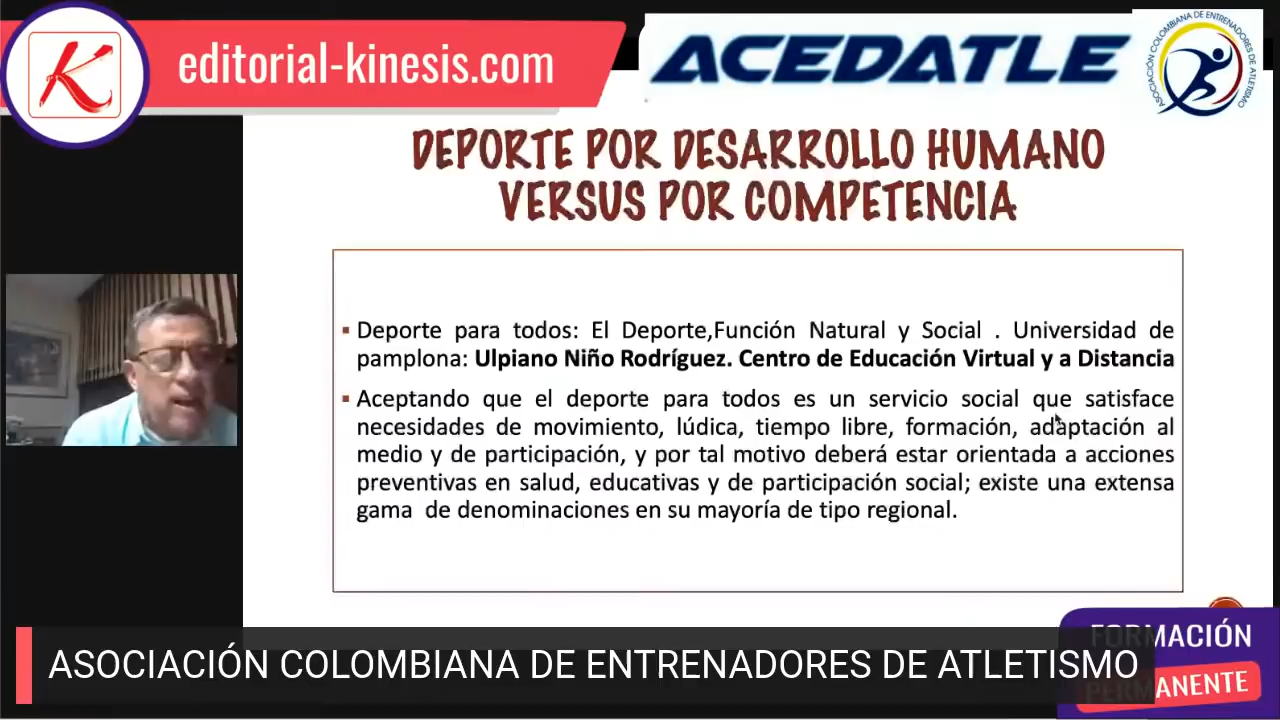 K
editorial-kinesis.com
ACEDATLE
ASOCIACIÓN COLOMBIANA DE ENTRENADORES DE ATLETISMO
DEPORTE POR DESARROLLO HUMANO
VERSUS POR COMPETENCIA
▪ Deporte para todos: El Deporte,Función Natural y Social . Universidad de
pamplona: Ulpiano Niño Rodríguez. Centro de Educación Virtual y a Distancia
▪ Aceptando que el deporte para todos es un servicio social que satisface
necesidades de movimiento, lúdica, tiempo libre, formación, adaptación al
medio y de participación, y por tal motivo deberá estar orientada a acciones
preventivas en salud, educativas y de participación social; existe una extensa
gama de denominaciones en su mayoría de tipo regional.
FORMACIÓN
PERMANENTE
ASOCIACIÓN COLOMBIANA DE ENTRENADORES DE ATLETISMO